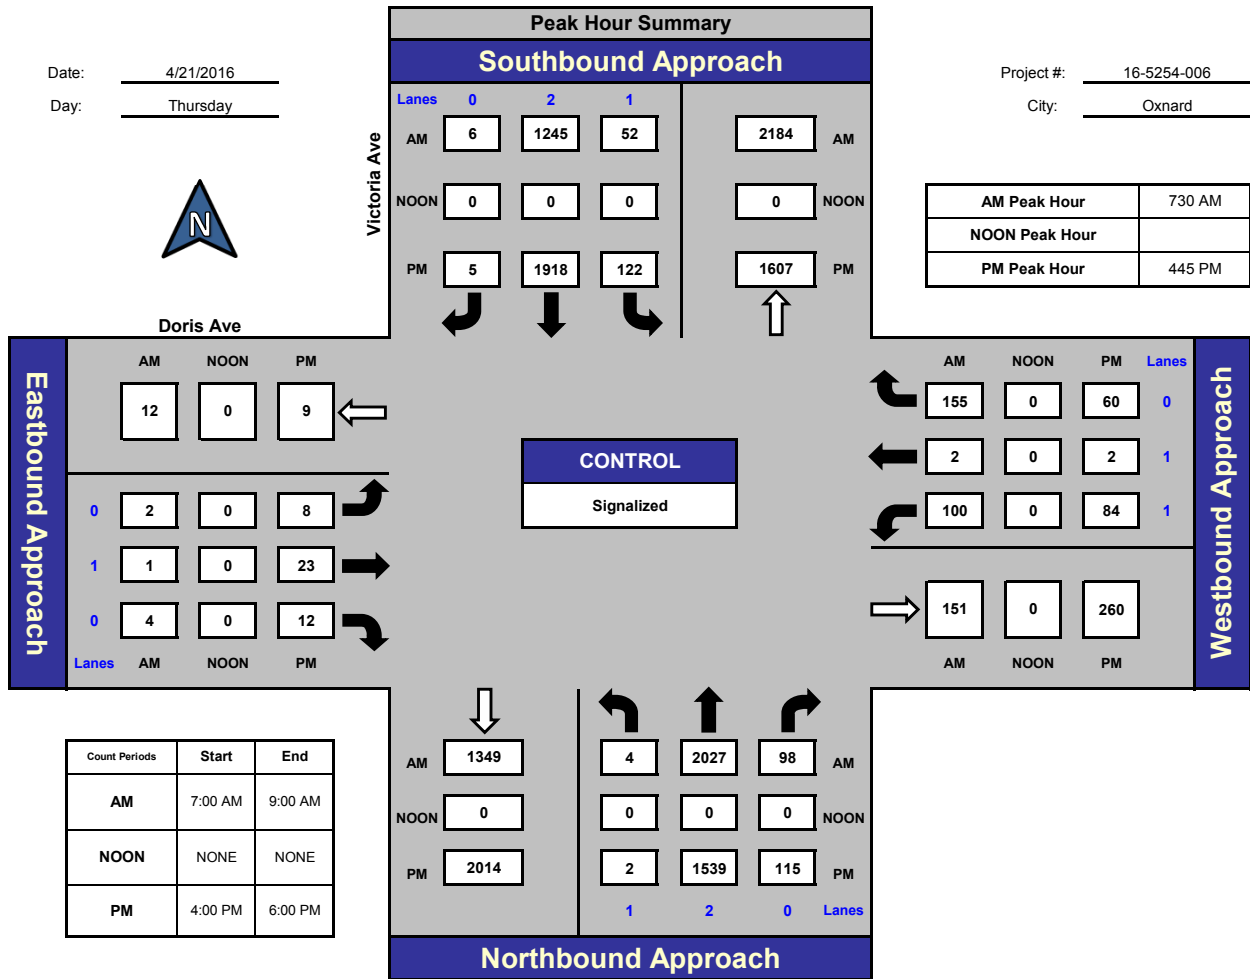 Peak Hour Summary
Southbound Approach
Date: 4/21/2016
Day: Thursday
Project #: 16-5254-006
City: Oxnard
Victoria Ave
Lanes 0 2 1
AM 6 1245 52 2184 AM
NOON 0 0 0 0 NOON
PM 5 1918 122 1607 PM
N
AM Peak Hour 730 AM
NOON Peak Hour
PM Peak Hour 445 PM
Doris Ave
Eastbound Approach
AM NOON PM
12 0 9
0 2 0 8
1 1 0 23
0 4 0 12
Lanes AM NOON PM
CONTROL
Signalized
AM NOON PM Lanes
155 0 60 0
2 0 2 1
100 0 84 1
151 0 260
AM NOON PM
Westbound Approach
Count Periods Start End
AM 7:00 AM 9:00 AM
NOON NONE NONE
PM 4:00 PM 6:00 PM
AM 1349 4 2027 98 AM
NOON 0 0 0 0 NOON
PM 2014 2 1539 115 PM
1 2 0 Lanes
Northbound Approach